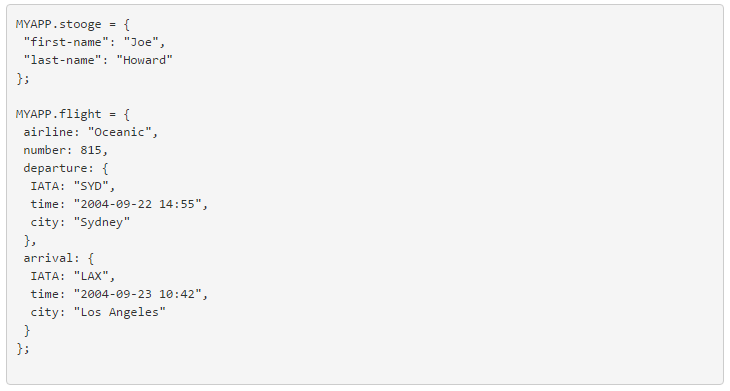 MYAPP.stooge = {
 "first-name": "Joe",
 "last-name": "Howard"
};

MYAPP.flight = {
 airline: "Oceanic",
 number: 815,
 departure: {
  IATA: "SYD",
  time: "2004-09-22 14:55",
  city: "Sydney"
 },
 arrival: {
  IATA: "LAX",
  time: "2004-09-23 10:42",
  city: "Los Angeles"
 }
};